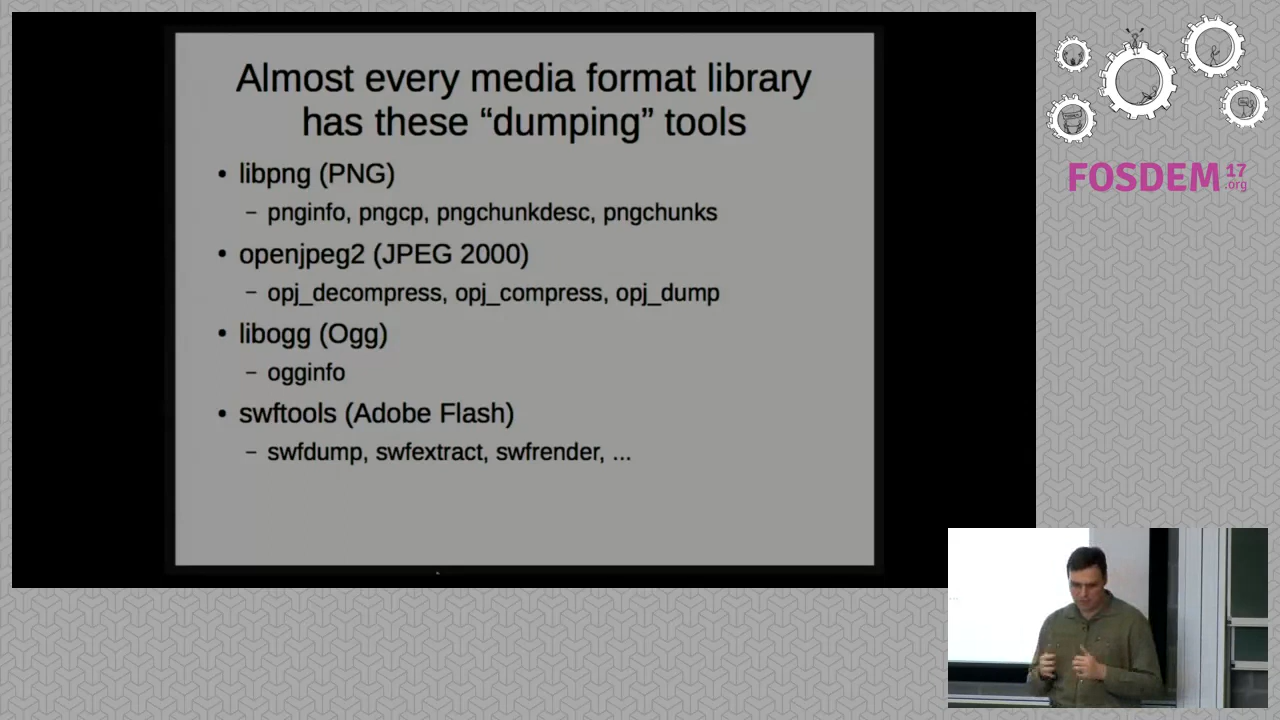 Almost every media format library
has these “dumping” tools
• libpng (PNG)
– pnginfo, pngcp, pngchunkdesc, pngchunks
• openjpeg2 (JPEG 2000)
– opj_decompress, opj_compress, opj_dump
• libogg (Ogg)
– ogginfo
• swftools (Adobe Flash)
– swfdump, swfextract, swfrender, ...
FOSDEM 17
.org